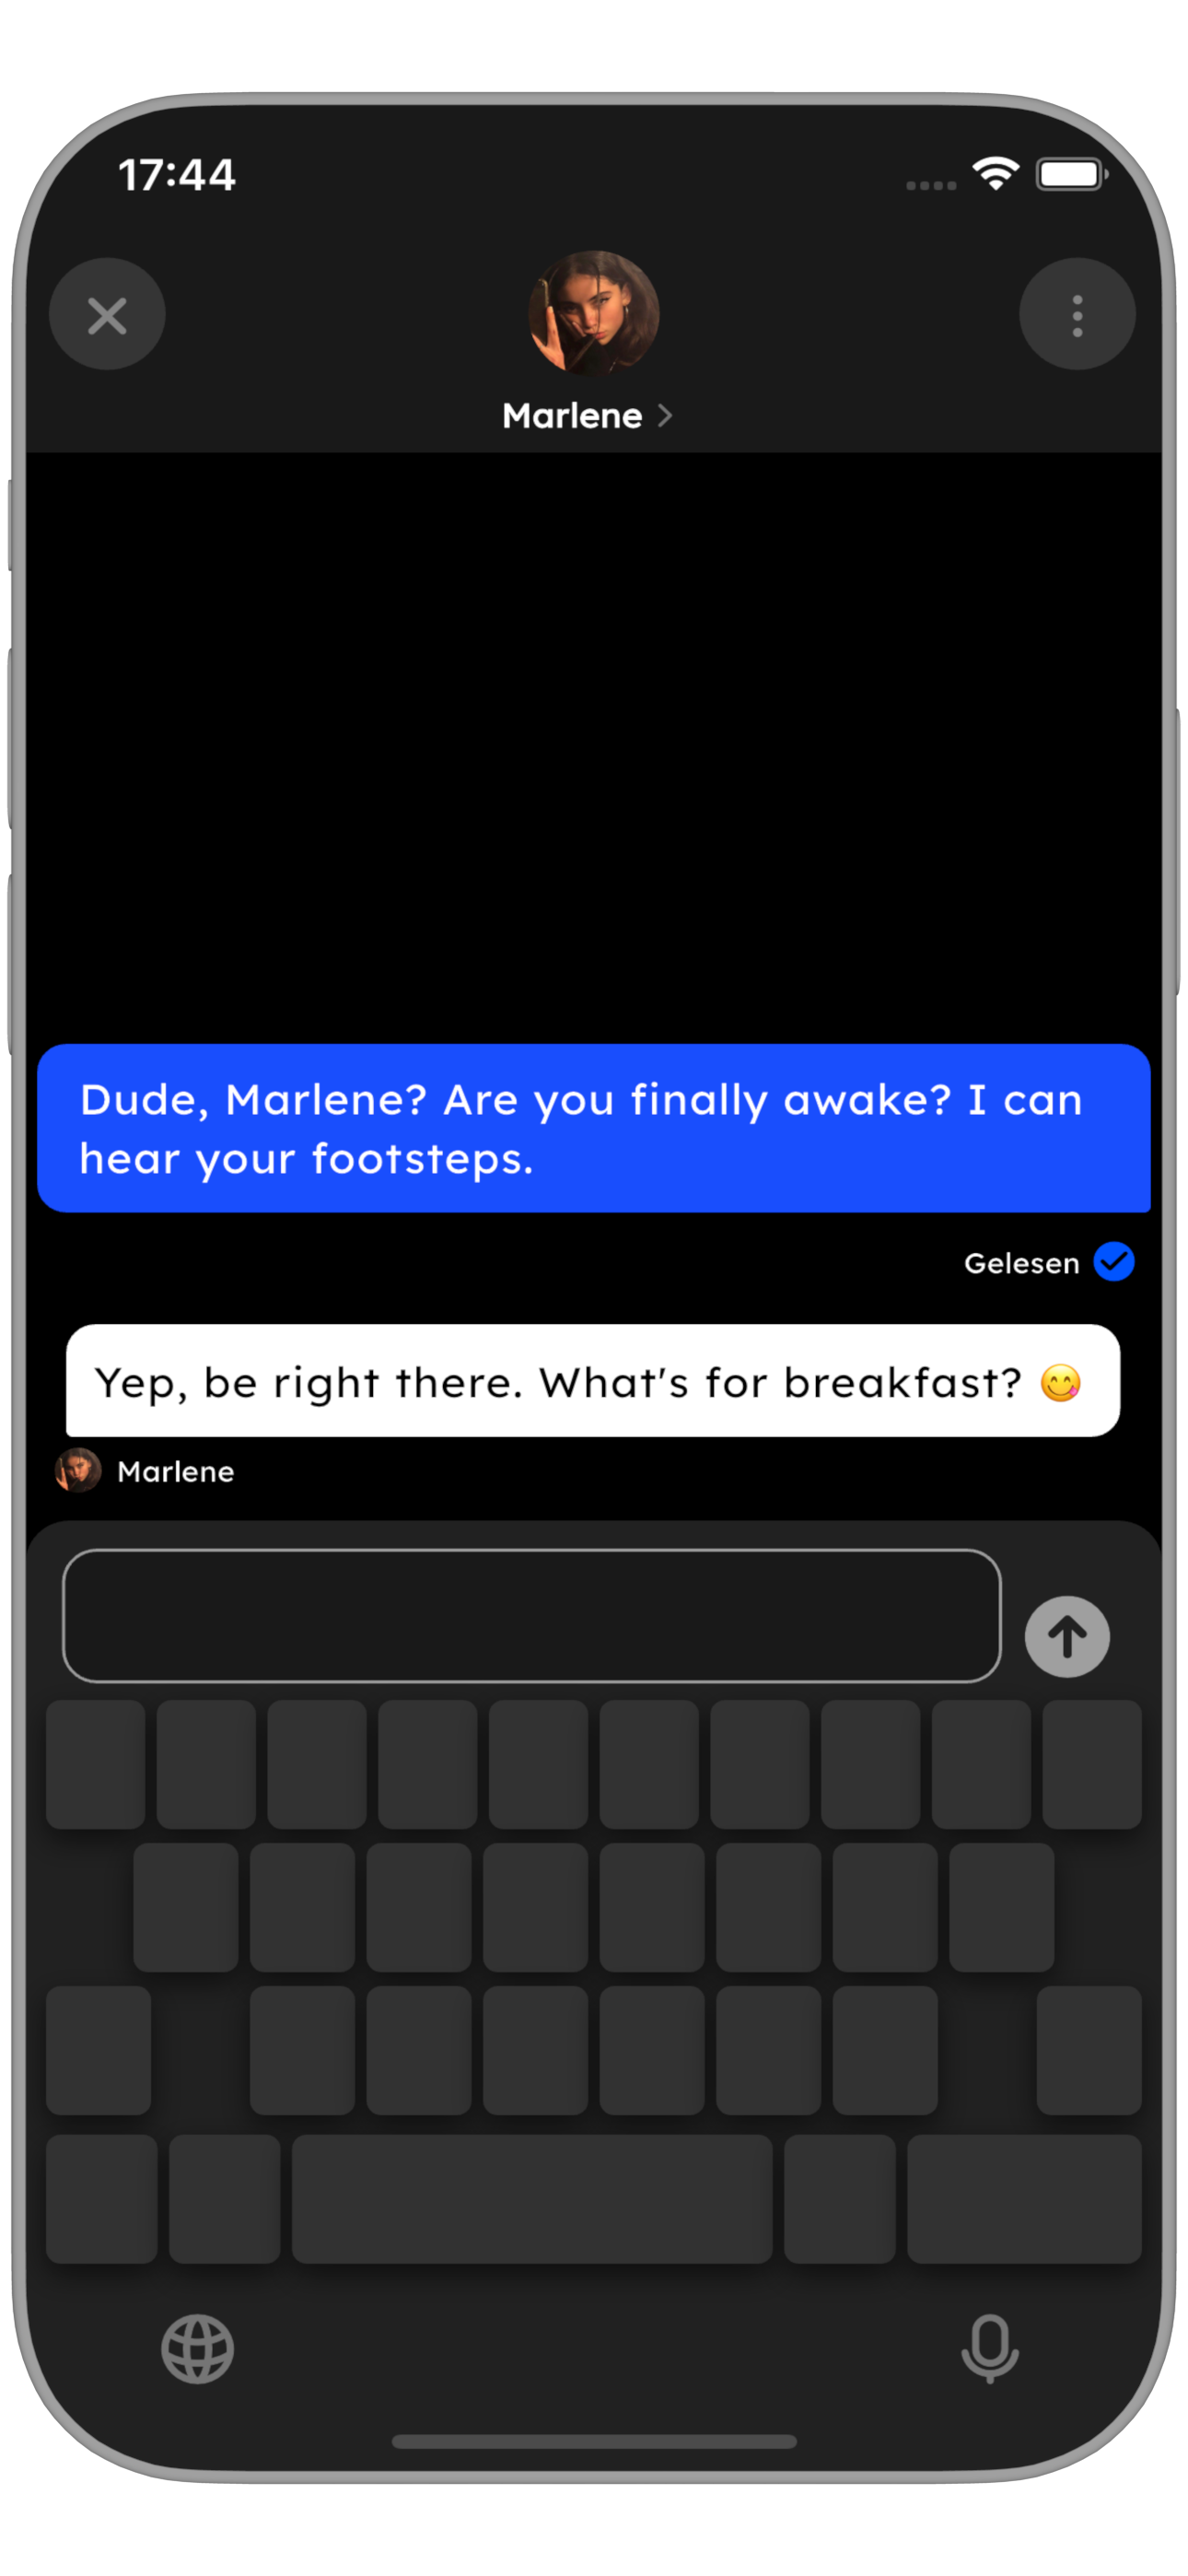 17:44
Marlene
Dude, Marlene? Are you finally awake? I can
hear your footsteps.
Gelesen
Yep, be right there. What's for breakfast? 😋
Marlene